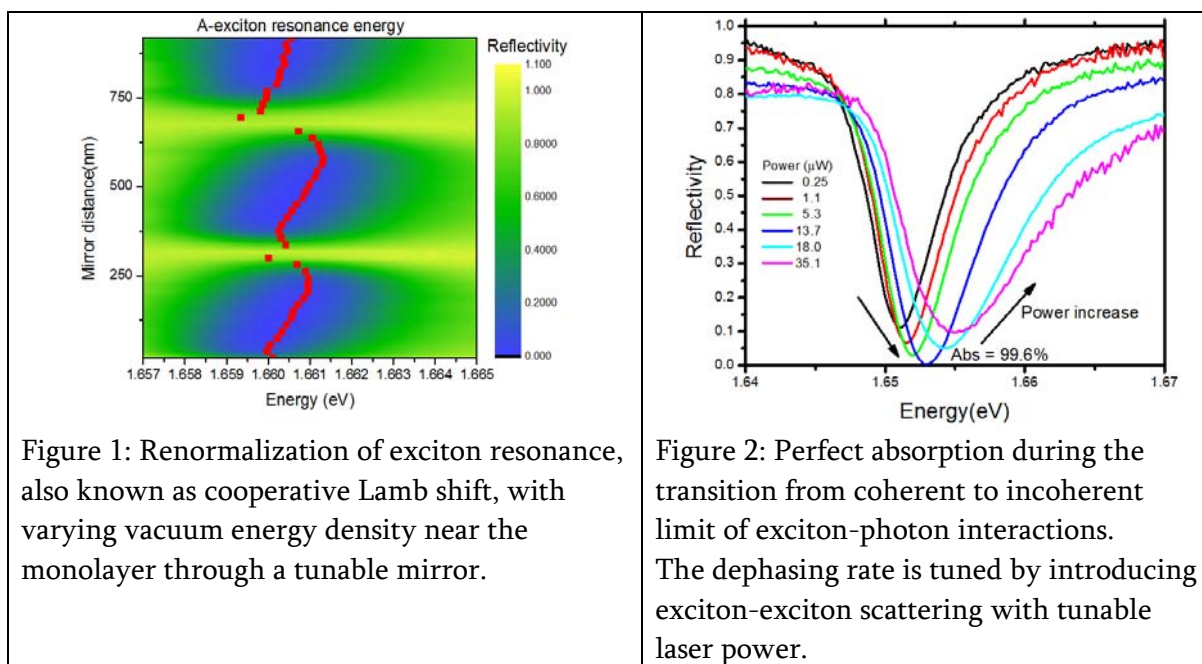 A-exciton resonance energy
Reflectivity
1.100
1.000
0.8000
0.6000
0.4000
0.2000
0.000
Mirror distance(nm)
750
500
250
1.657 1.658 1.659 1.660 1.661 1.662 1.663 1.664 1.665
Energy (eV)
Figure 1: Renormalization of exciton resonance,
also known as cooperative Lamb shift, with
varying vacuum energy density near the
monolayer through a tunable mirror.
1.0
0.9
0.8
0.7
0.6
0.5
0.4
0.3
0.2
0.1
0.0
Reflectivity
Power (μW)
0.25
1.1
5.3
13.7
18.0
35.1
Power increase
Abs = 99.6%
1.64 1.65 1.66 1.67
Energy(eV)
Figure 2: Perfect absorption during the
transition from coherent to incoherent
limit of exciton-photon interactions.
The dephasing rate is tuned by introducing
exciton-exciton scattering with tunable
laser power.